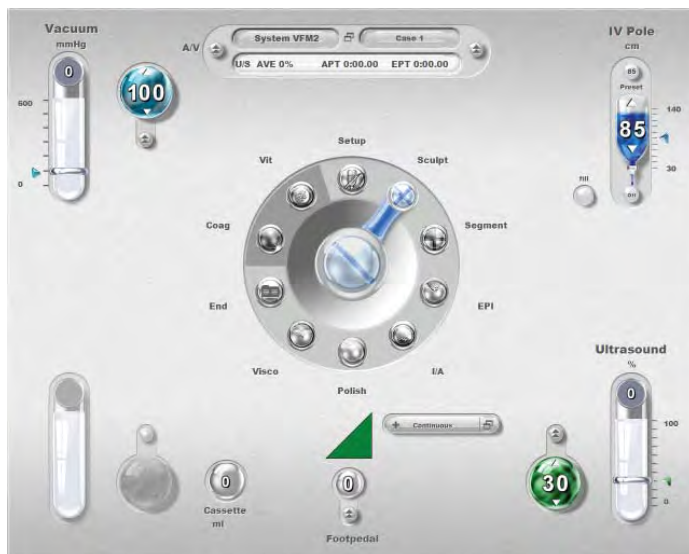 Vacuum
mmHg
0
600
0
100
A/V
System VFM2
Case 1
U/S AVE 0% APT 0:00.00 EPT 0:00.00
IV Pole
cm
85
Preset
85
140
30
Fill
On
Setup
Sculpt
Segment
EPI
I/A
Polish
Visco
End
Coag
Vit
Ultrasound
%
0
100
0
30
+ Continuous
0
Cassette
ml
0
Footpedal